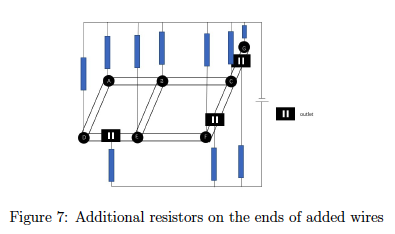 G
A
B
C
D
E
F
outlet
Figure 7: Additional resistors on the ends of added wires